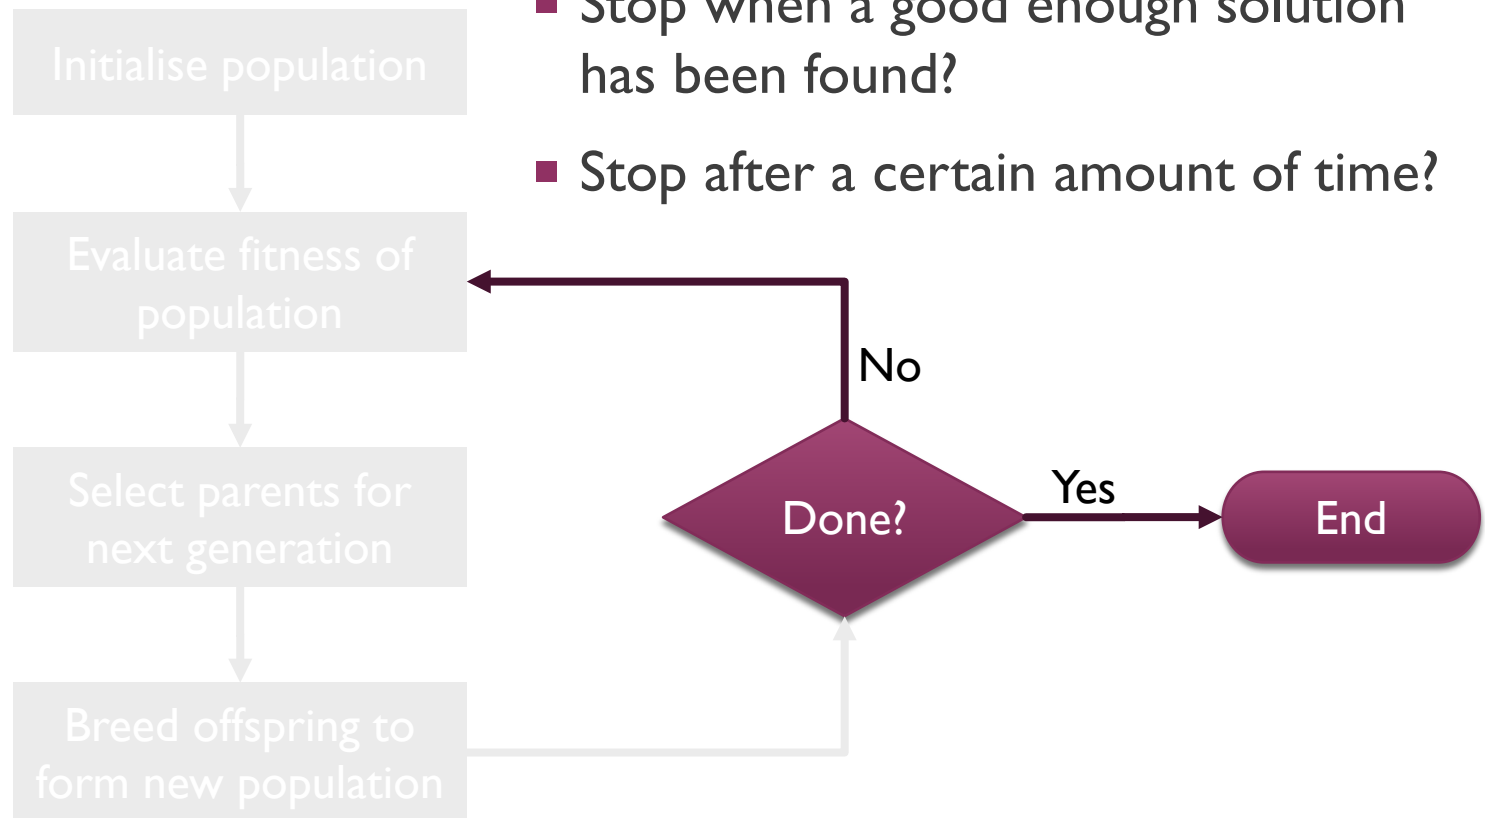 Stop when a good enough solution
has been found?
Stop after a certain amount of time?
Initialise population
Evaluate fitness of
population
Select parents for
next generation
Breed offspring to
form new population
No
Done?
Yes
End